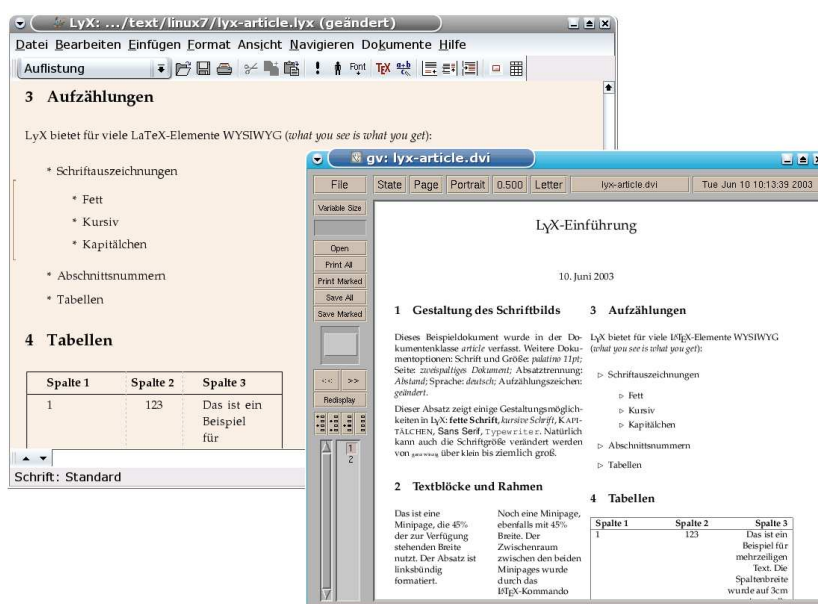 LyX: .../text/linux7/lyx-article.lyx (geändert)
Datei Bearbeiten Einfügen Format Ansicht Navigieren Dokumente Hilfe
Auflistung
Font
TEX
a+b
3 Aufzählungen
LyX bietet für viele LaTeX-Elemente WYSIWYG (what you see is what you get):
* Schriftauszeichnungen
* Fett
* Kursiv
* Kapitälchen
* Abschnittsnummern
* Tabellen
4 Tabellen
Spalte 1 Spalte 2 Spalte 3
1 123 Das ist ein
Beispiel
für
Schrift: Standard
gv: lyx-article.dvi
File State Page Portrait 0.500 Letter lyx-article.dvi Tue Jun 10 10:13:39 2003
Variable Size
Open
Print All
Print Marked
Save All
Save Marked
<< >>
Redisplay
1
2
LyX-Einführung
10. Juni 2003
1 Gestaltung des Schriftbilds
Dieses Beispieldokument wurde in der Do-
kumentenklasse article verfasst. Weitere Doku-
mentoptionen: Schrift und Größe: palatino 11pt;
Seite: zweispaltiges Dokument; Absatztrennung:
Abstand; Sprache: deutsch; Aufzählungszeichen:
geändert.
Dieser Absatz zeigt einige Gestaltungsmöglich-
keiten in LyX: fette Schrift, kursive Schrift, KAPI-
TÄLCHEN, Sans Serif, Typewriter. Natürlich
kann auch die Schriftgröße verändert werden
von über klein bis ziemlich groß.
2 Textblöcke und Rahmen
Das ist eine
Minipage, die 45%
der zur Verfügung
stehenden Breite
nutzt. Der Absatz ist
linksbündig
formatiert.
Noch eine Minipage,
ebenfalls mit 45%
Breite. Der
Zwischenraum
zwischen den beiden
Minipages wurde
durch das
LATEX-Kommando
3 Aufzählungen
LyX bietet für viele LATEX-Elemente WYSIWYG
(what you see is what you get):
▷ Schriftauszeichnungen
▷ Fett
▷ Kursiv
▷ Kapitälchen
▷ Abschnittsnummern
▷ Tabellen
4 Tabellen
Spalte 1 Spalte 2 Spalte 3
1 123 Das ist ein
Beispiel für
mehrzeiligen
Text. Die
Spaltenbreite
wurde auf 3cm